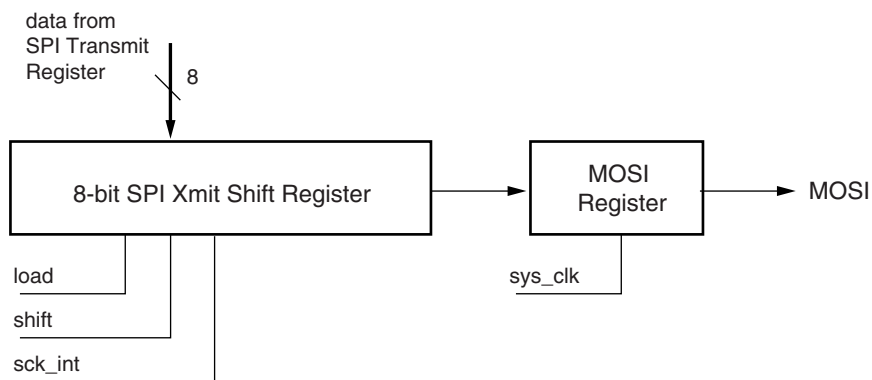 data from
SPI Transmit
Register
8
8-bit SPI Xmit Shift Register
MOSI
Register
MOSI
load
sys_clk
shift
sck_int